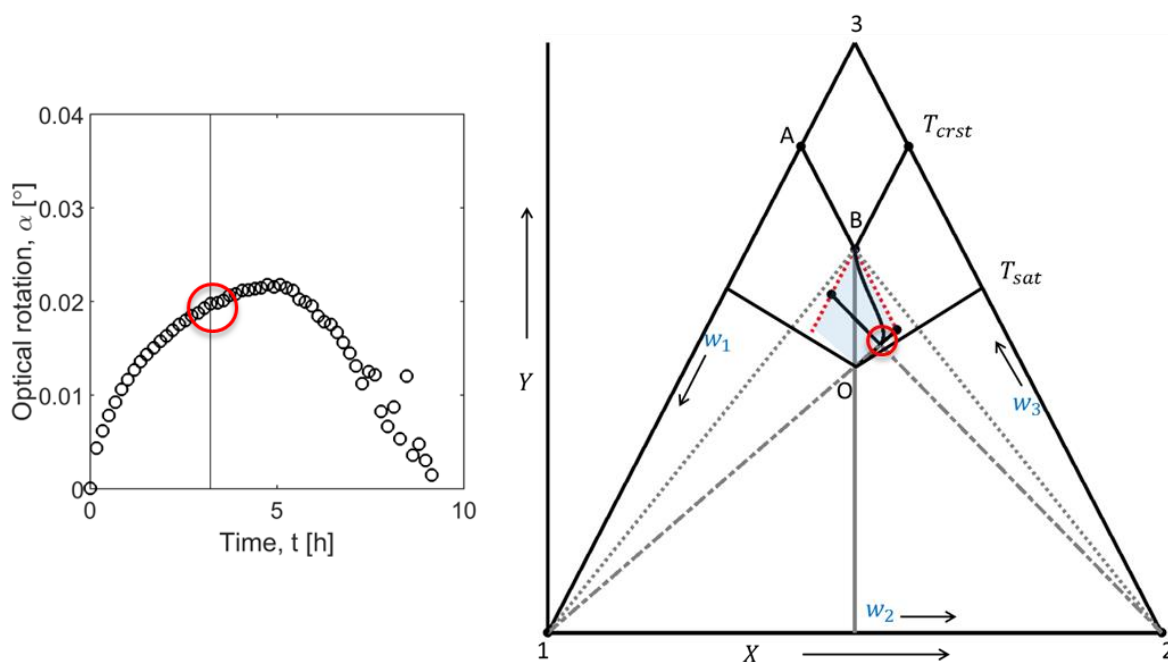 0.04
0.03
0.02
0.01
0
Optical rotation, α [°]
0
5
10
Time, t [h]
3
A
T_crst
B
T_sat
w_1
Y
O
w_3
w_2
1
X
2